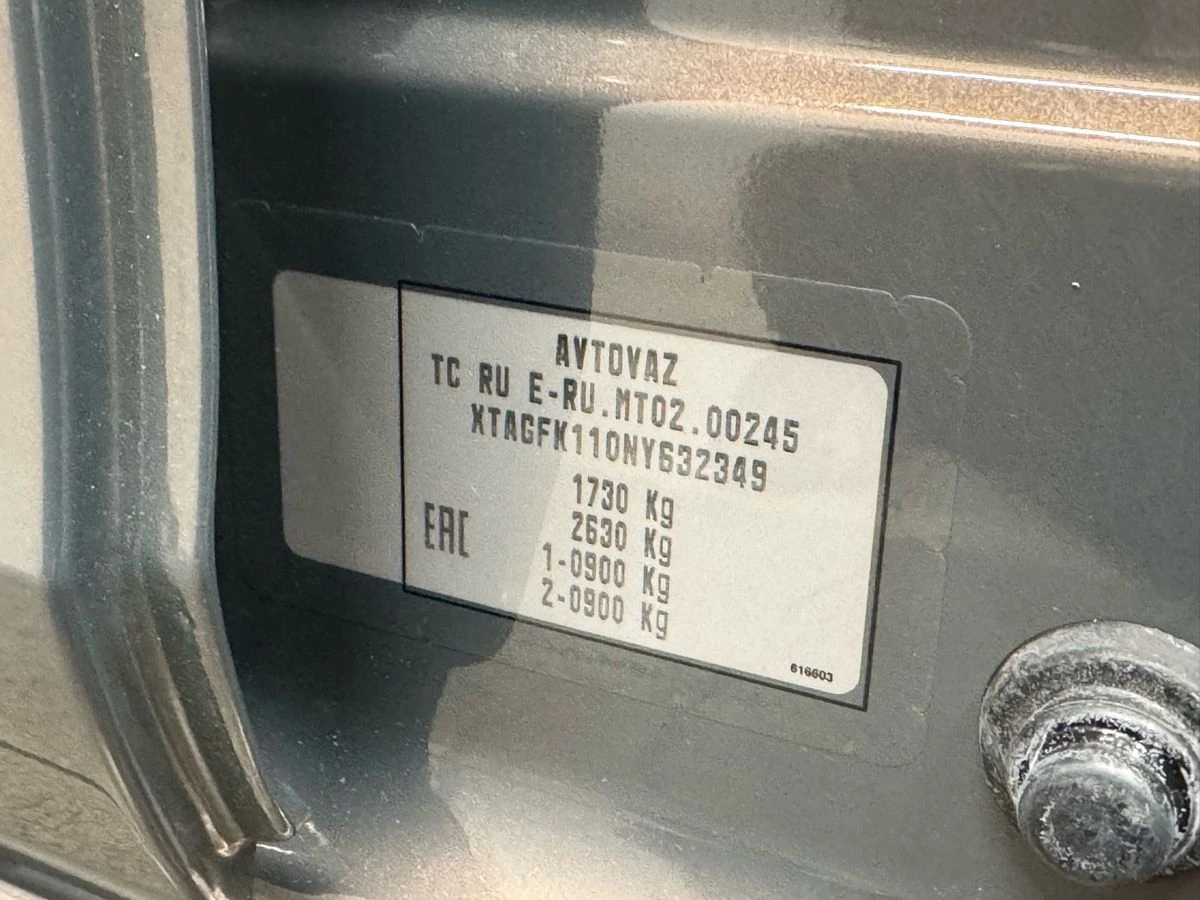 AVTOVAZ
TC RU E-RU.MT02.00245
XTAGFK110NY632349
1730 Kg
2630 Kg
1-0900 Kg
2-0900 Kg
EAC
616603